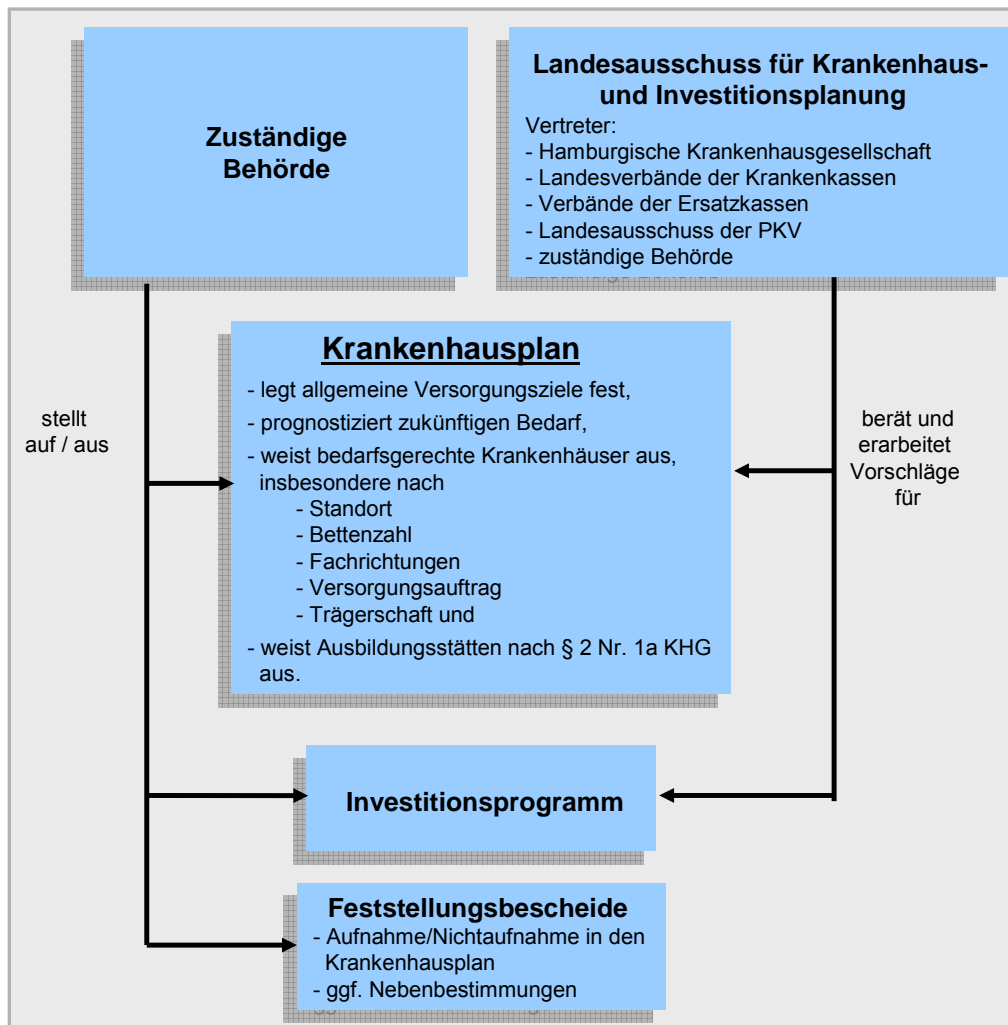 Zuständige
Behörde
Landesausschuss für Krankenhaus-
und Investitionsplanung
Vertreter:
- Hamburgische Krankenhausgesellschaft
- Landesverbände der Krankenkassen
- Verbände der Ersatzkassen
- Landesausschuss der PKV
- zuständige Behörde
stellt
auf / aus
Krankenhausplan
- legt allgemeine Versorgungsziele fest,
- prognostiziert zukünftigen Bedarf,
- weist bedarfsgerechte Krankenhäuser aus,
insbesondere nach
- Standort
- Bettenzahl
- Fachrichtungen
- Versorgungsauftrag
- Trägerschaft und
- weist Ausbildungsstätten nach § 2 Nr. 1a KHG
aus.
berät und
erarbeitet
Vorschläge
für
Investitionsprogramm
Feststellungsbescheide
- Aufnahme/Nichtaufnahme in den
Krankenhausplan
- ggf. Nebenbestimmungen